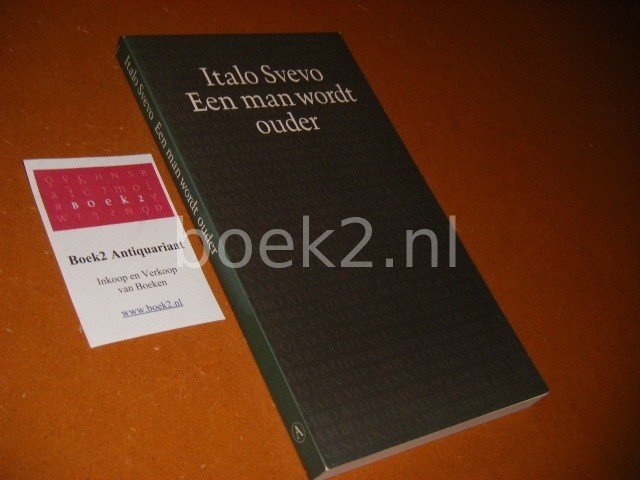 Italo Svevo
Een man wordt
ouder
Italo Svevo Een man wordt ouder
A
Q V G H N X E
a l c i m o L
B O E K 2
Boek2 Antiquariaat
Inkoop en Verkoop
van Boeken
www.boek2.nl
boek2.nl